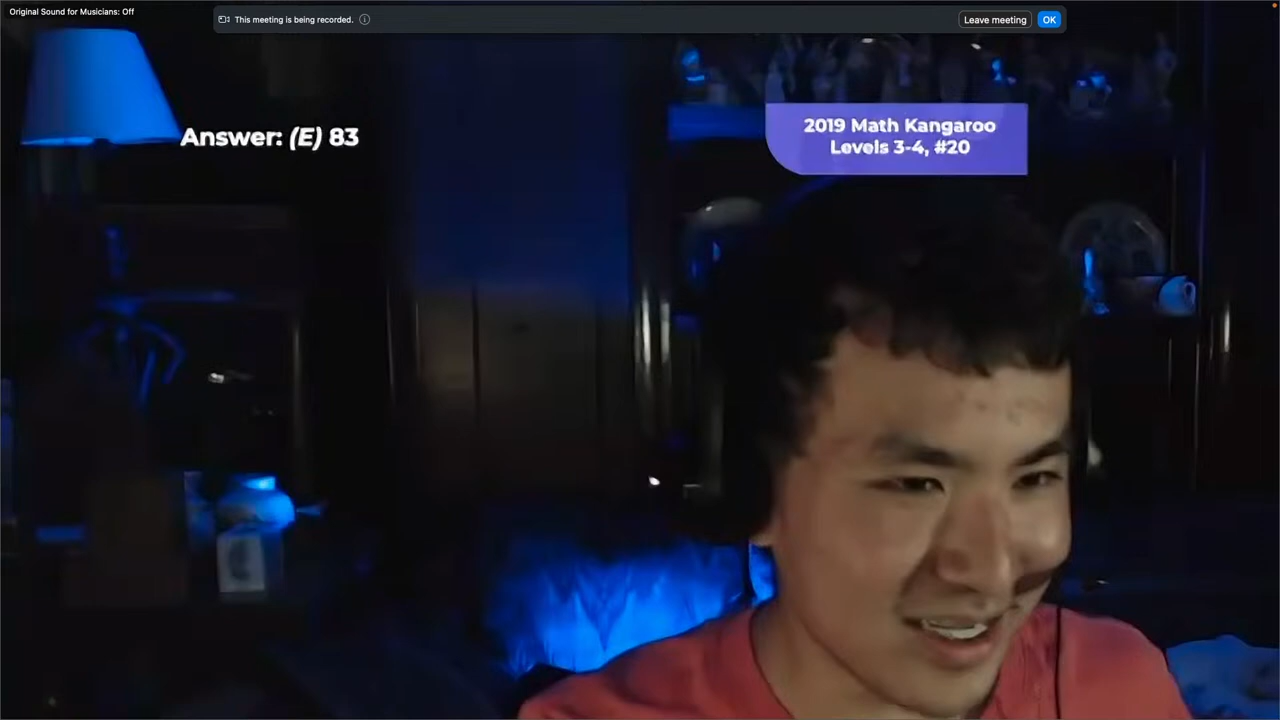 Original Sound for Musicians: Off
This meeting is being recorded.
Leave meeting
OK
Answer: (E) 83
2019 Math Kangaroo
Levels 3-4, #20